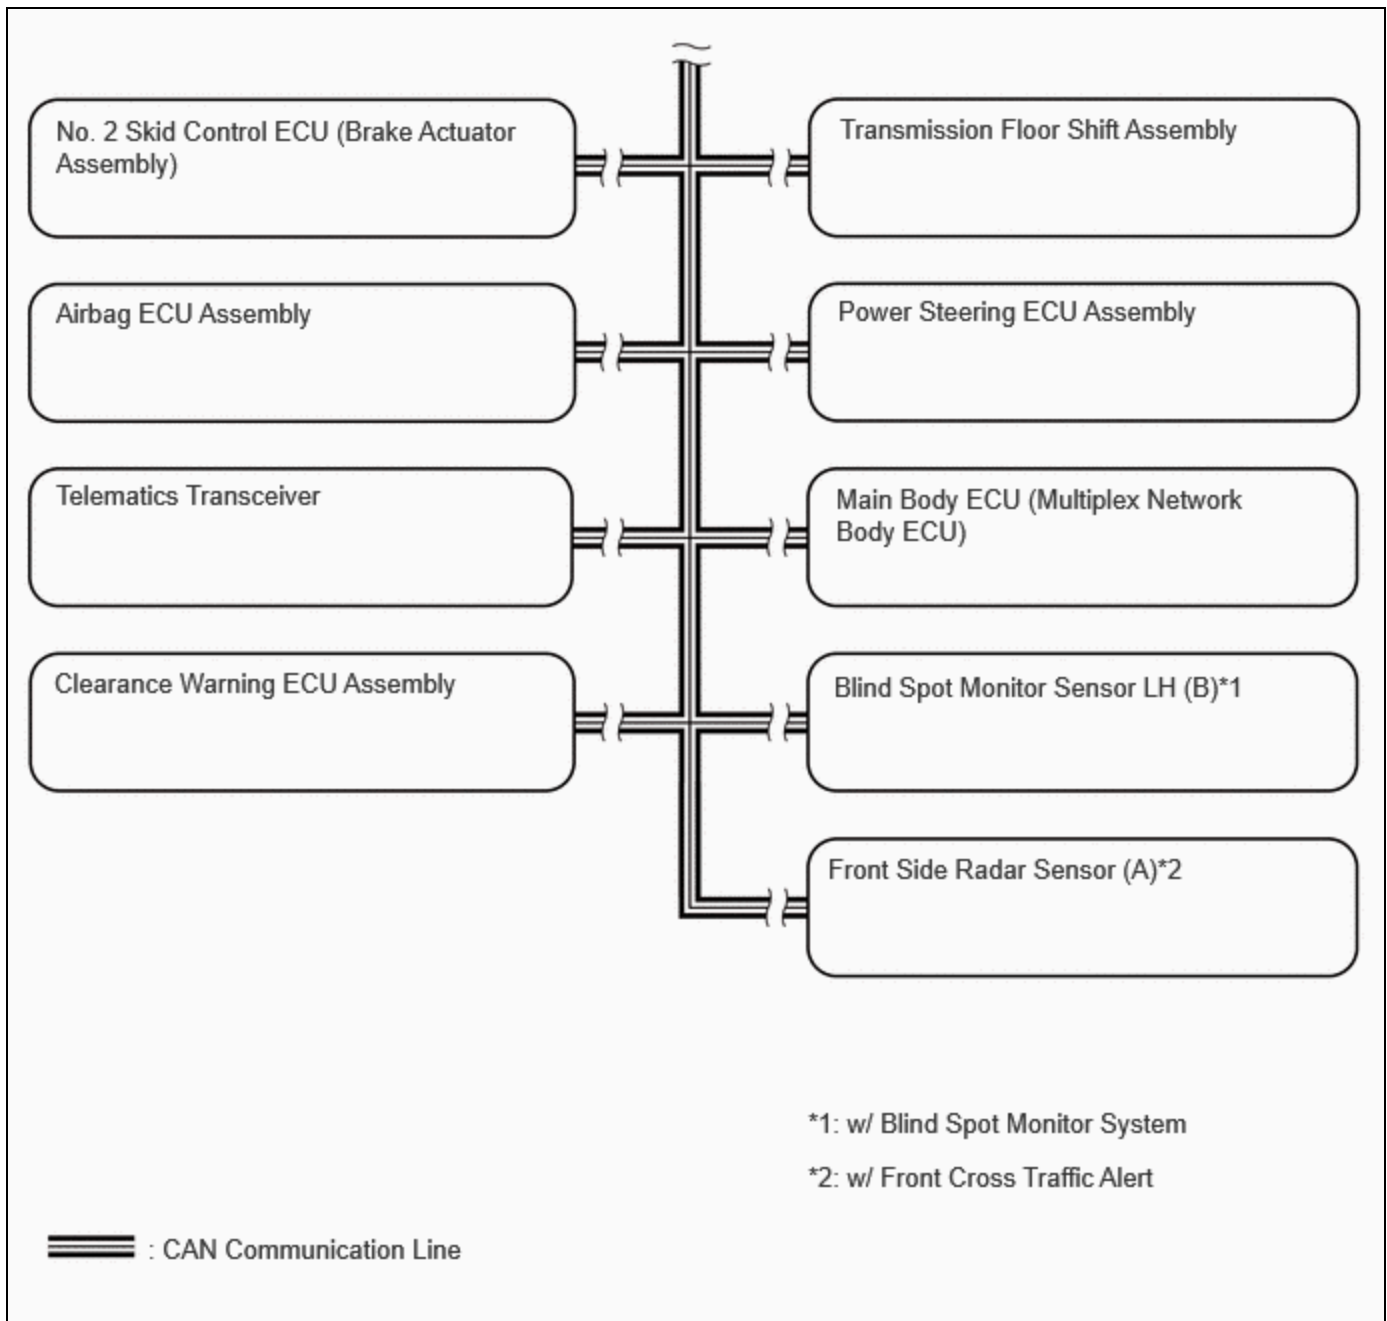 No. 2 Skid Control ECU (Brake Actuator
Assembly)
Transmission Floor Shift Assembly
Airbag ECU Assembly
Power Steering ECU Assembly
Telematics Transceiver
Main Body ECU (Multiplex Network
Body ECU)
Clearance Warning ECU Assembly
Blind Spot Monitor Sensor LH (B)*1
Front Side Radar Sensor (A)*2
*1: w/ Blind Spot Monitor System
*2: w/ Front Cross Traffic Alert
: CAN Communication Line